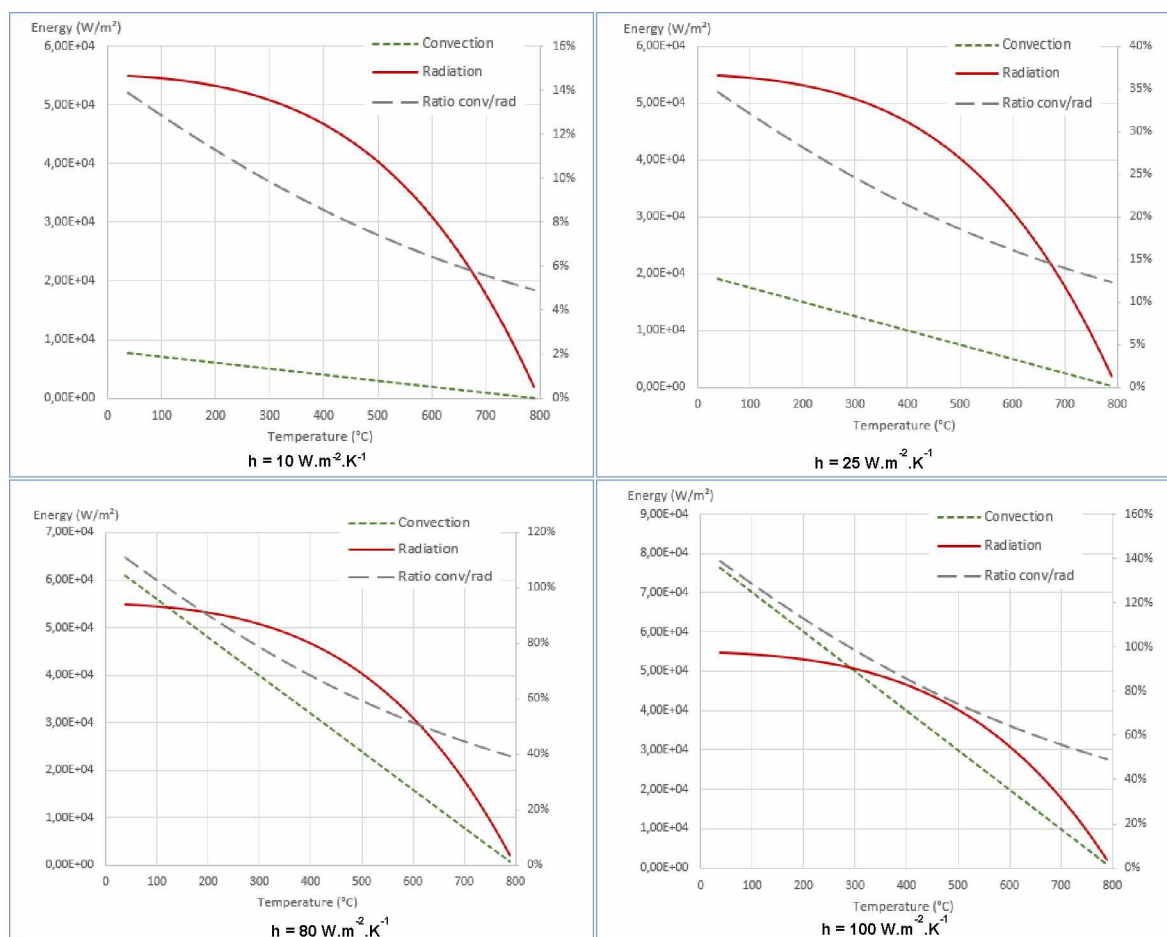 Energy (W/m²)
Convection
Radiation
Ratio conv/rad
6,00E+04
5,00E+04
4,00E+04
3,00E+04
2,00E+04
1,00E+04
0,00E+00
16%
14%
12%
10%
8%
6%
4%
2%
0%
0 100 200 300 400 500 600 700 800
Temperature (°C)
h = 10 W.m⁻².K⁻¹
Energy (W/m²)
Convection
Radiation
Ratio conv/rad
6,00E+04
5,00E+04
4,00E+04
3,00E+04
2,00E+04
1,00E+04
0,00E+00
40%
35%
30%
25%
20%
15%
10%
5%
0%
0 100 200 300 400 500 600 700 800
Temperature (°C)
h = 25 W.m⁻².K⁻¹
Energy (W/m²)
Convection
Radiation
Ratio conv/rad
7,00E+04
6,00E+04
5,00E+04
4,00E+04
3,00E+04
2,00E+04
1,00E+04
0,00E+00
120%
100%
80%
60%
40%
20%
0%
0 100 200 300 400 500 600 700 800
Temperature (°C)
h = 80 W.m⁻².K⁻¹
Energy (W/m²)
Convection
Radiation
Ratio conv/rad
9,00E+04
8,00E+04
7,00E+04
6,00E+04
5,00E+04
4,00E+04
3,00E+04
2,00E+04
1,00E+04
0,00E+00
160%
140%
120%
100%
80%
60%
40%
20%
0%
0 100 200 300 400 500 600 700 800
Temperature (°C)
h = 100 W.m⁻².K⁻¹